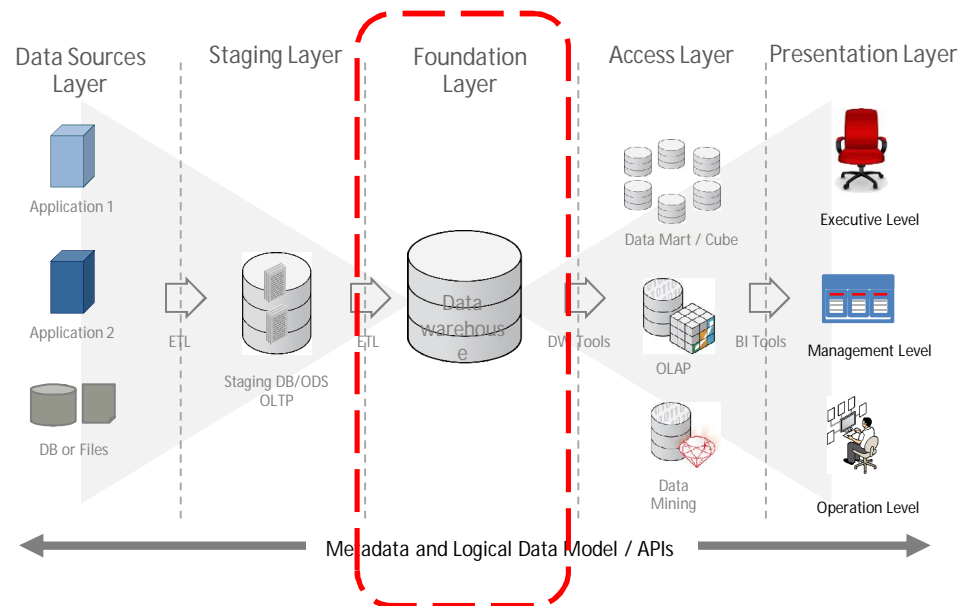 Data Sources
Layer
Staging Layer
Foundation
Layer
Access Layer
Presentation Layer
Application 1
Application 2
DB or Files
ETL
Staging DB/ODS
OLTP
ETL
Data
warehous
e
DW Tools
Data Mart / Cube
OLAP
Data
Mining
BI Tools
Executive Level
Management Level
Operation Level
Metadata and Logical Data Model / APIs